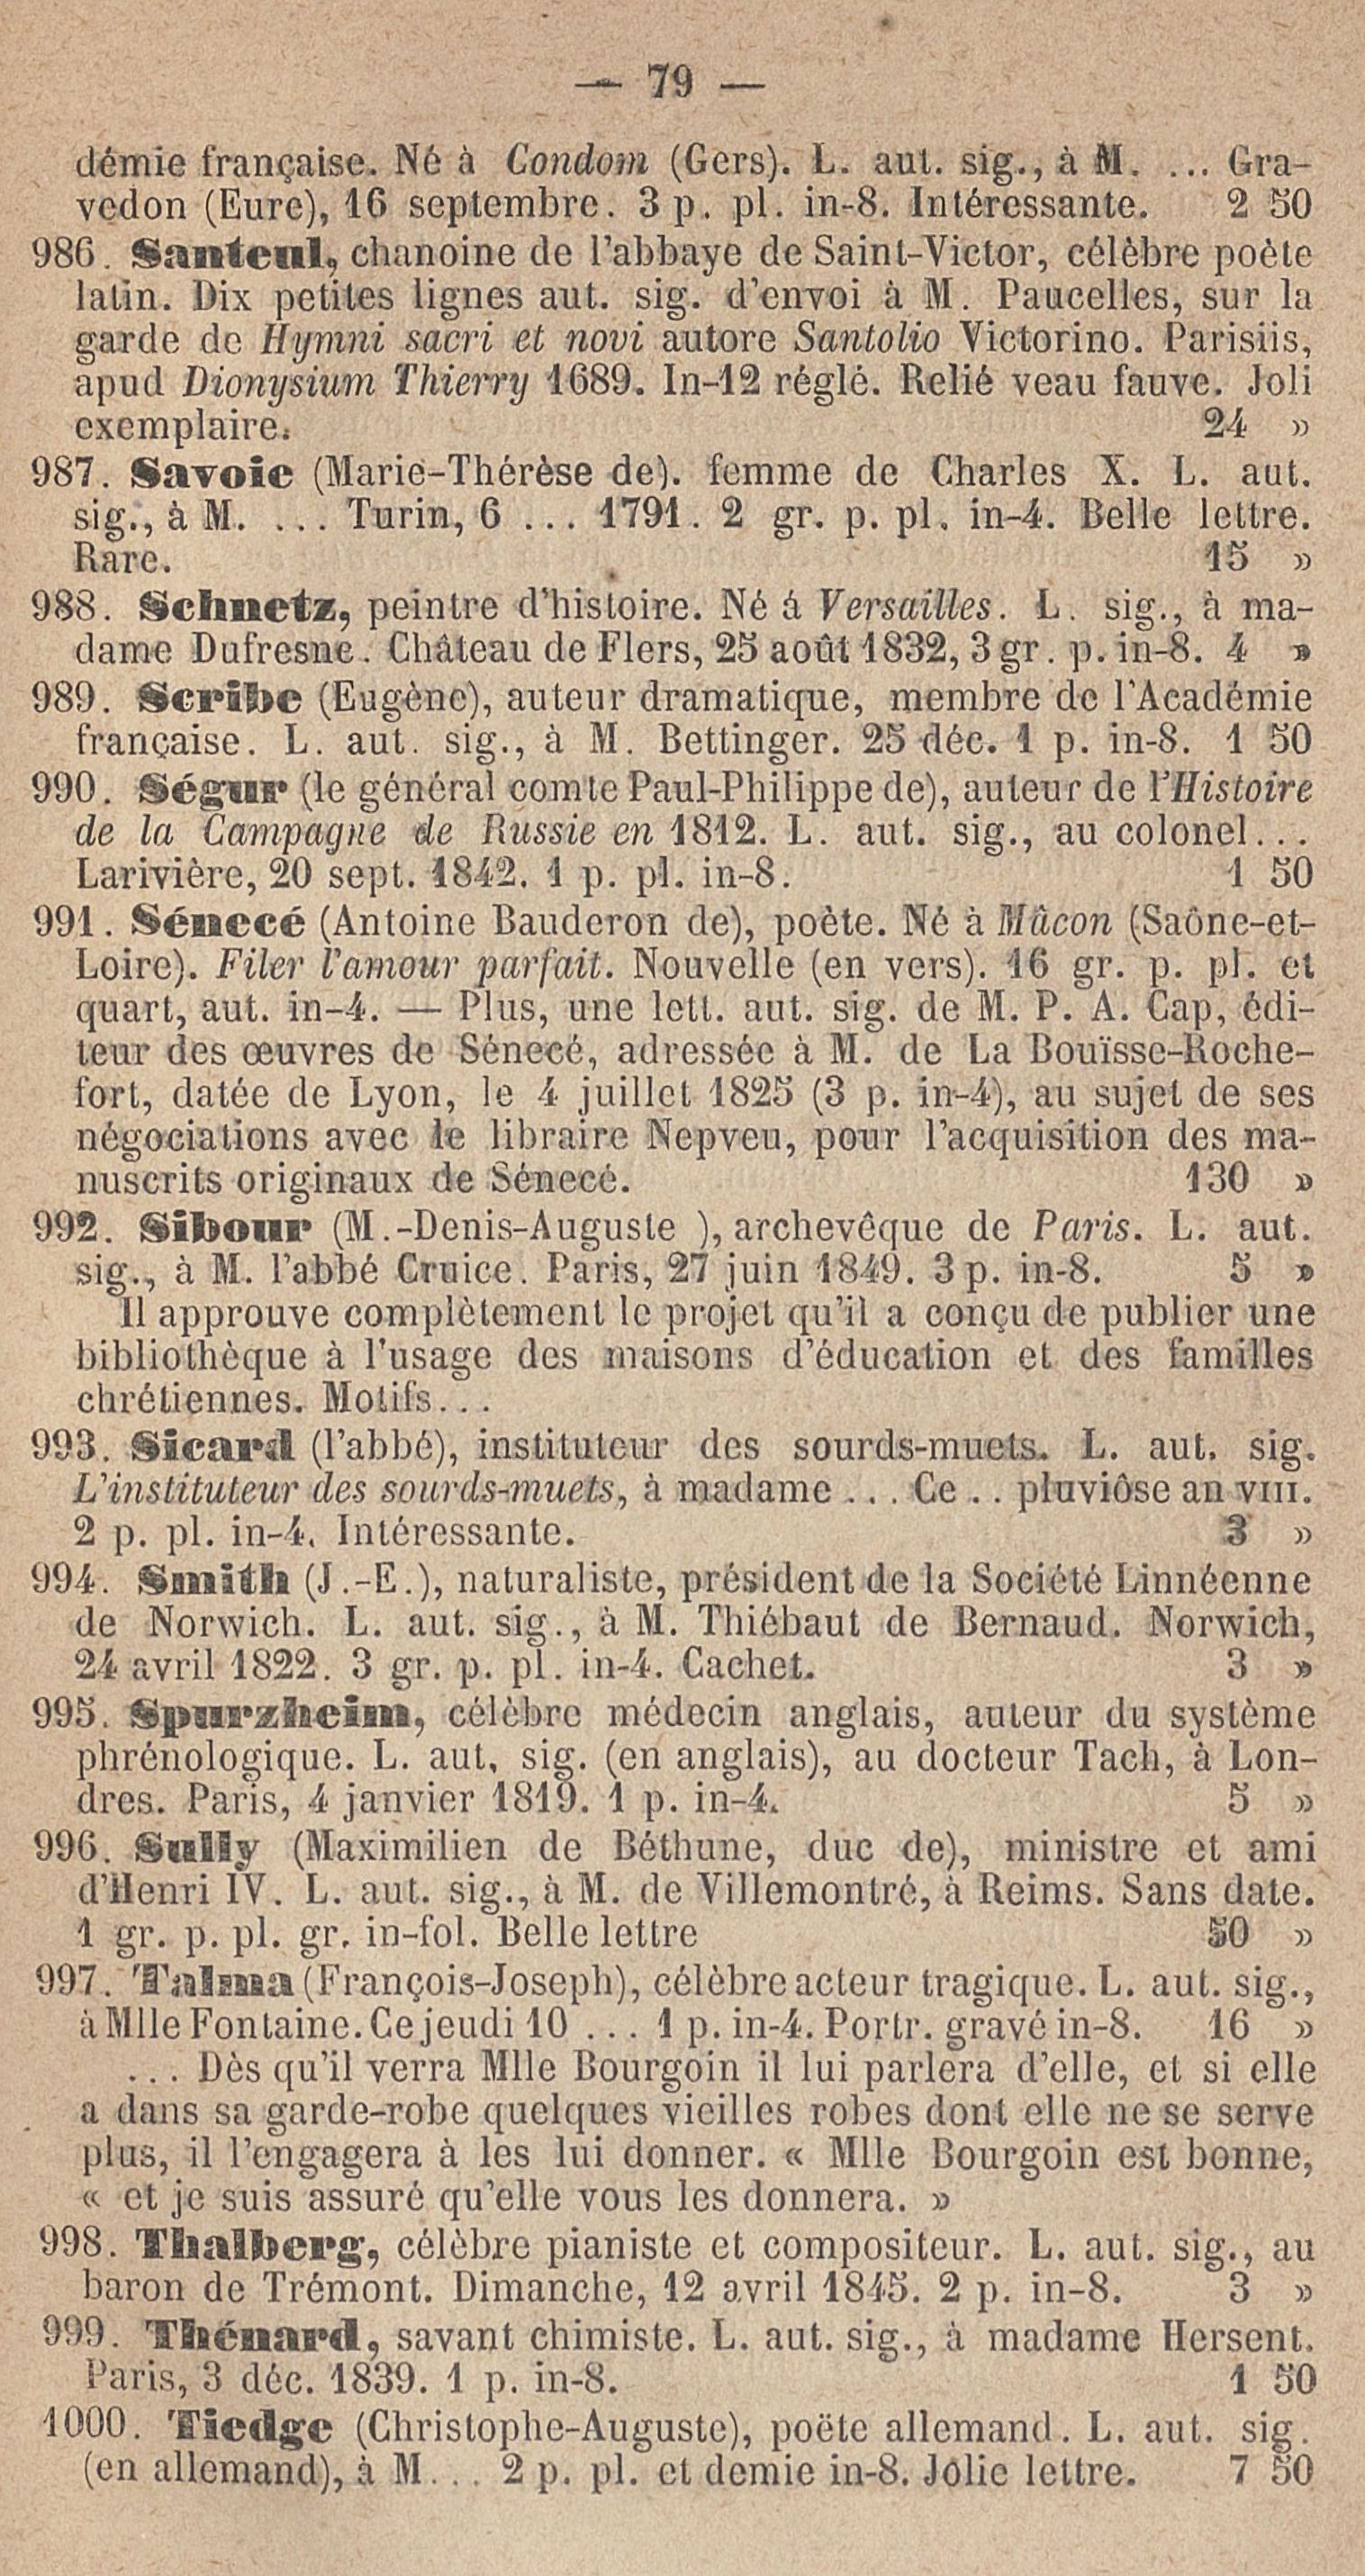 — 79 —
démie française. Né à Condom (Gers). L. aut. sig., à M. ... Gra-
vedon (Eure), 16 septembre. 3 p. pl. in-8. Intéressante. 2 50
986. Santeul, chanoine de l'abbaye de Saint-Victor, célèbre poète
latin. Dix petites lignes aut. sig. d'envoi à M. Paucelles, sur la
garde de Hymni sacri et novi autore Santolio Victorino. Parisiis,
apud Dionysium Thierry 1689. In-12 réglé. Relié veau fauve. Joli
exemplaire. 24 »
987. Savoie (Marie-Thérèse de). femme de Charles X. L. aut.
sig., à M. ... Turin, 6 ... 1791. 2 gr. p. pl. in-4. Belle lettre.
Rare. 15 »
988. Schnetz, peintre d'histoire. Né á Versailles. L. sig., à ma-
dame Dufresne. Château de Flers, 25 août 1832, 3 gr. p. in-8. 4 »
989. Scribe (Eugène), auteur dramatique, membre de l'Académie
française. L. aut. sig., à M. Bettinger. 25 déc. 1 p. in-8. 1 50
990. Ségur (le général comte Paul-Philippe de), auteur de l'Histoire
de la Campagne de Russie en 1812. L. aut. sig., au colonel...
Larivière, 20 sept. 1842. 1 p. pl. in-8. 1 50
991. Sénecé (Antoine Bauderon de), poète. Né à Mâcon (Saône-et-
Loire). Filer l'amour parfait. Nouvelle (en vers). 16 gr. p. pl. et
quart, aut. in-4. — Plus, une lett. aut. sig. de M. P. A. Cap, édi-
teur des œuvres de Sénecé, adressée à M. de La Bouïsse-Roche-
fort, datée de Lyon, le 4 juillet 1825 (3 p. in-4), au sujet de ses
négociations avec le libraire Nepveu, pour l'acquisition des ma-
nuscrits originaux de Sénecé. 130 »
992. Sibour (M.-Denis-Auguste ), archevêque de Paris. L. aut.
sig., à M. l'abbé Cruice. Paris, 27 juin 1849. 3 p. in-8. 5 »
Il approuve complètement le projet qu'il a conçu de publier une
bibliothèque à l'usage des maisons d'éducation et des familles
chrétiennes. Motifs...
993. Sicard (l'abbé), instituteur des sourds-muets. L. aut. sig.
L'instituteur des sourds-muets, à madame ... Ce .. pluviôse an VIII.
2 p. pl. in-4. Intéressante. 3 »
994. Smith (J.-E.), naturaliste, président de la Société Linnéenne
de Norwich. L. aut. sig., à M. Thiébaut de Bernaud. Norwich,
24 avril 1822. 3 gr. p. pl. in-4. Cachet. 3 »
995. Spurzheim, célèbre médecin anglais, auteur du système
phrénologique. L. aut. sig. (en anglais), au docteur Tach, à Lon-
dres. Paris, 4 janvier 1819. 1 p. in-4. 5 »
996. Sully (Maximilien de Béthune, duc de), ministre et ami
d'Henri IV. L. aut. sig., à M. de Villemontré, à Reims. Sans date.
1 gr. p. pl. gr. in-fol. Belle lettre 50 »
997. Talma (François-Joseph), célèbre acteur tragique. L. aut. sig.,
à Mlle Fontaine. Ce jeudi 10 ... 1 p. in-4. Portr. gravé in-8. 16 »
... Dès qu'il verra Mlle Bourgoin il lui parlera d'elle, et si elle
a dans sa garde-robe quelques vieilles robes dont elle ne se serve
plus, il l'engagera à les lui donner. « Mlle Bourgoin est bonne,
« et je suis assuré qu'elle vous les donnera. »
998. Thalberg, célèbre pianiste et compositeur. L. aut. sig., au
baron de Trémont. Dimanche, 12 avril 1845. 2 p. in-8. 3 »
999. Thénard, savant chimiste. L. aut. sig., à madame Hersent.
Paris, 3 déc. 1839. 1 p. in-8. 1 50
1000. Tiedge (Christophe-Auguste), poëte allemand. L. aut. sig.
(en allemand), à M... 2 p. pl. et demie in-8. Jolie lettre. 7 50